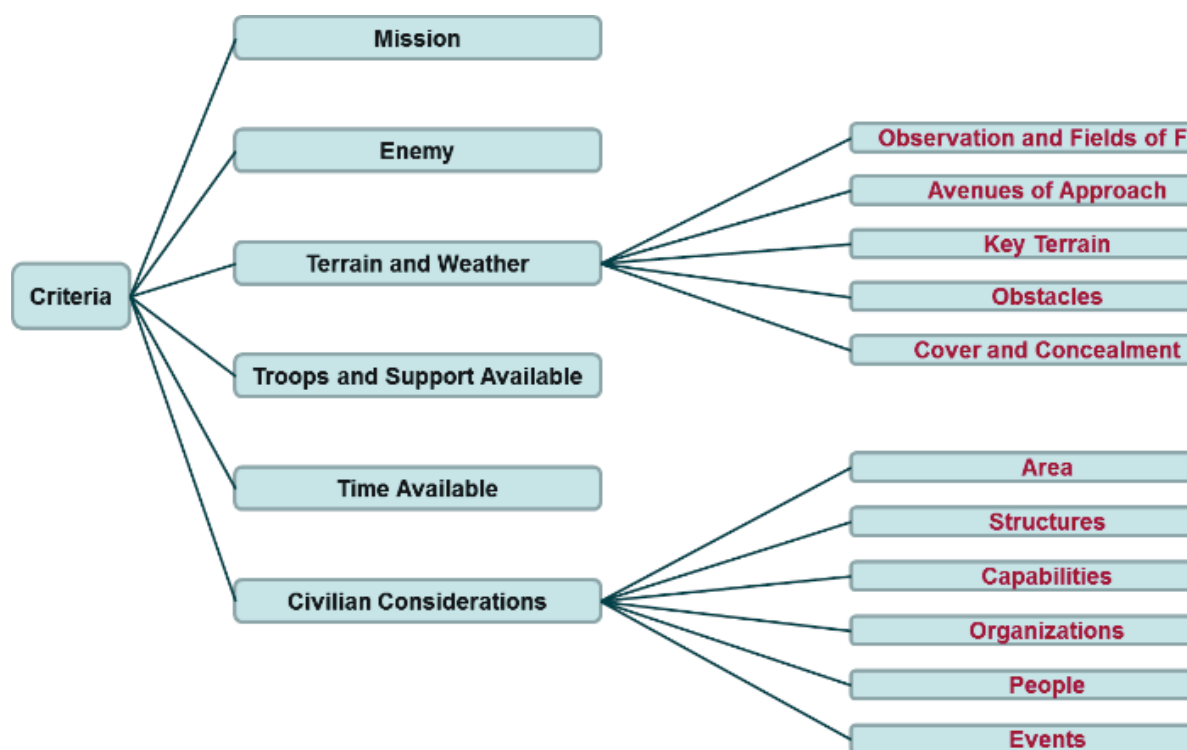 Criteria
Mission
Enemy
Terrain and Weather
Troops and Support Available
Time Available
Civilian Considerations
Observation and Fields of F
Avenues of Approach
Key Terrain
Obstacles
Cover and Concealment
Area
Structures
Capabilities
Organizations
People
Events